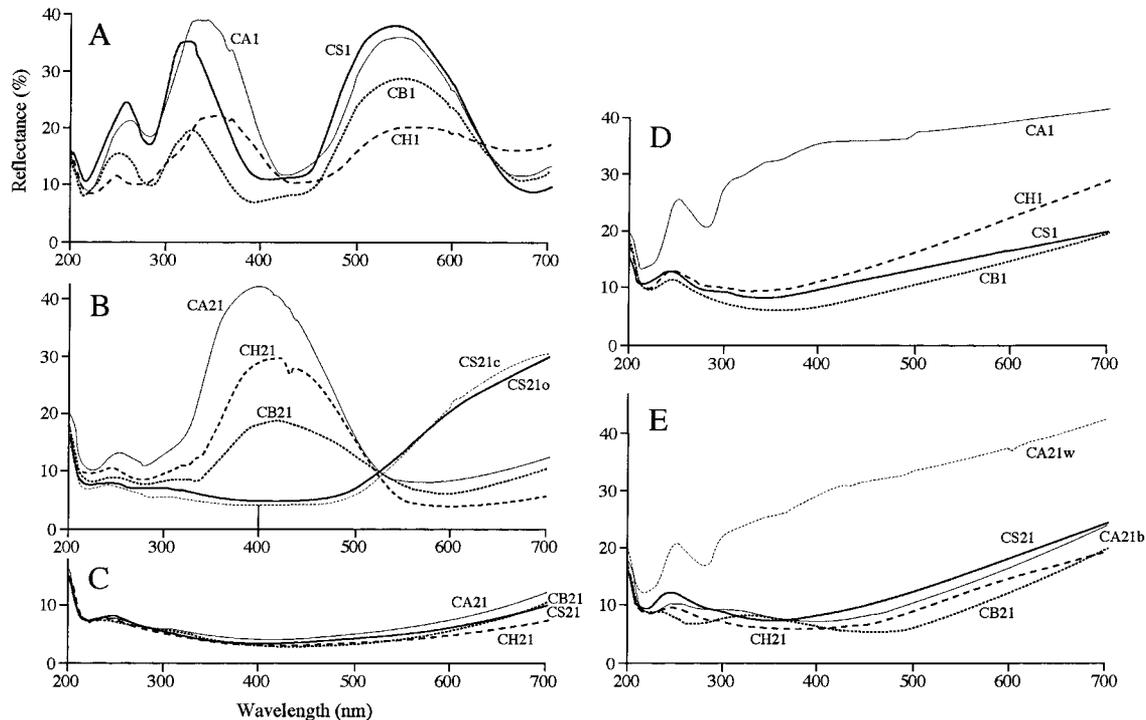 A
40
30
20
10
0
Reflectance (%)
CA1
CS1
CB1
CH1
200 300 400 500 600 700
B
40
30
20
10
0
CA21
CH21
CB21
CS21c
CS21o
200 300 400 500 600 700
C
10
0
CA21
CB21
CS21
CH21
200 300 400 500 600 700
Wavelength (nm)
D
40
30
20
10
0
CA1
CH1
CS1
CB1
200 300 400 500 600 700
E
40
30
20
10
0
CA21w
CS21
CA21b
CB21
CH21
200 300 400 500 600 700